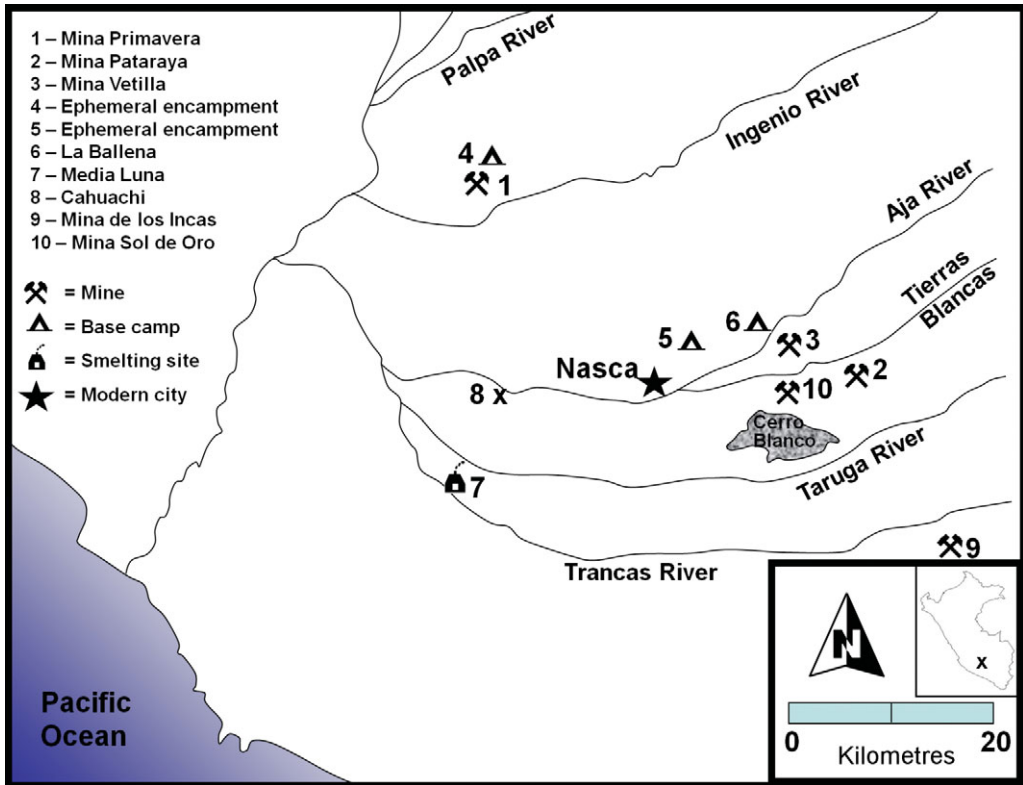 1 – Mina Primavera
2 – Mina Pataraya
3 – Mina Vetilla
4 – Ephemeral encampment
5 – Ephemeral encampment
6 – La Ballena
7 – Media Luna
8 – Cahuachi
9 – Mina de los Incas
10 – Mina Sol de Oro
= Mine
= Base camp
= Smelting site
= Modern city
Palpa River
Ingenio River
4
1
Aja River
Tierras
Blancas
6
5
3
Nasca
2
8 x
10
Cerro
Blanco
Taruga River
7
9
Trancas River
Pacific
Ocean
N
x
0
20
Kilometres